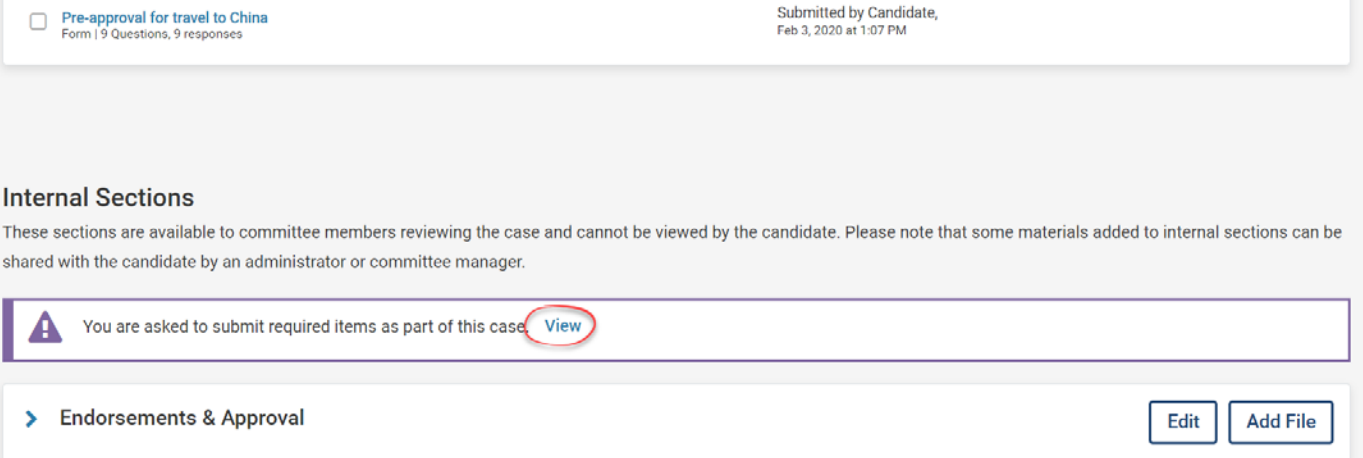 Pre-approval for travel to China
Form | 9 Questions, 9 responses
Submitted by Candidate,
Feb 3, 2020 at 1:07 PM
Internal Sections
These sections are available to committee members reviewing the case and cannot be viewed by the candidate. Please note that some materials added to internal sections can be
shared with the candidate by an administrator or committee manager.
You are asked to submit required items as part of this case. View
Endorsements & Approval
Edit
Add File